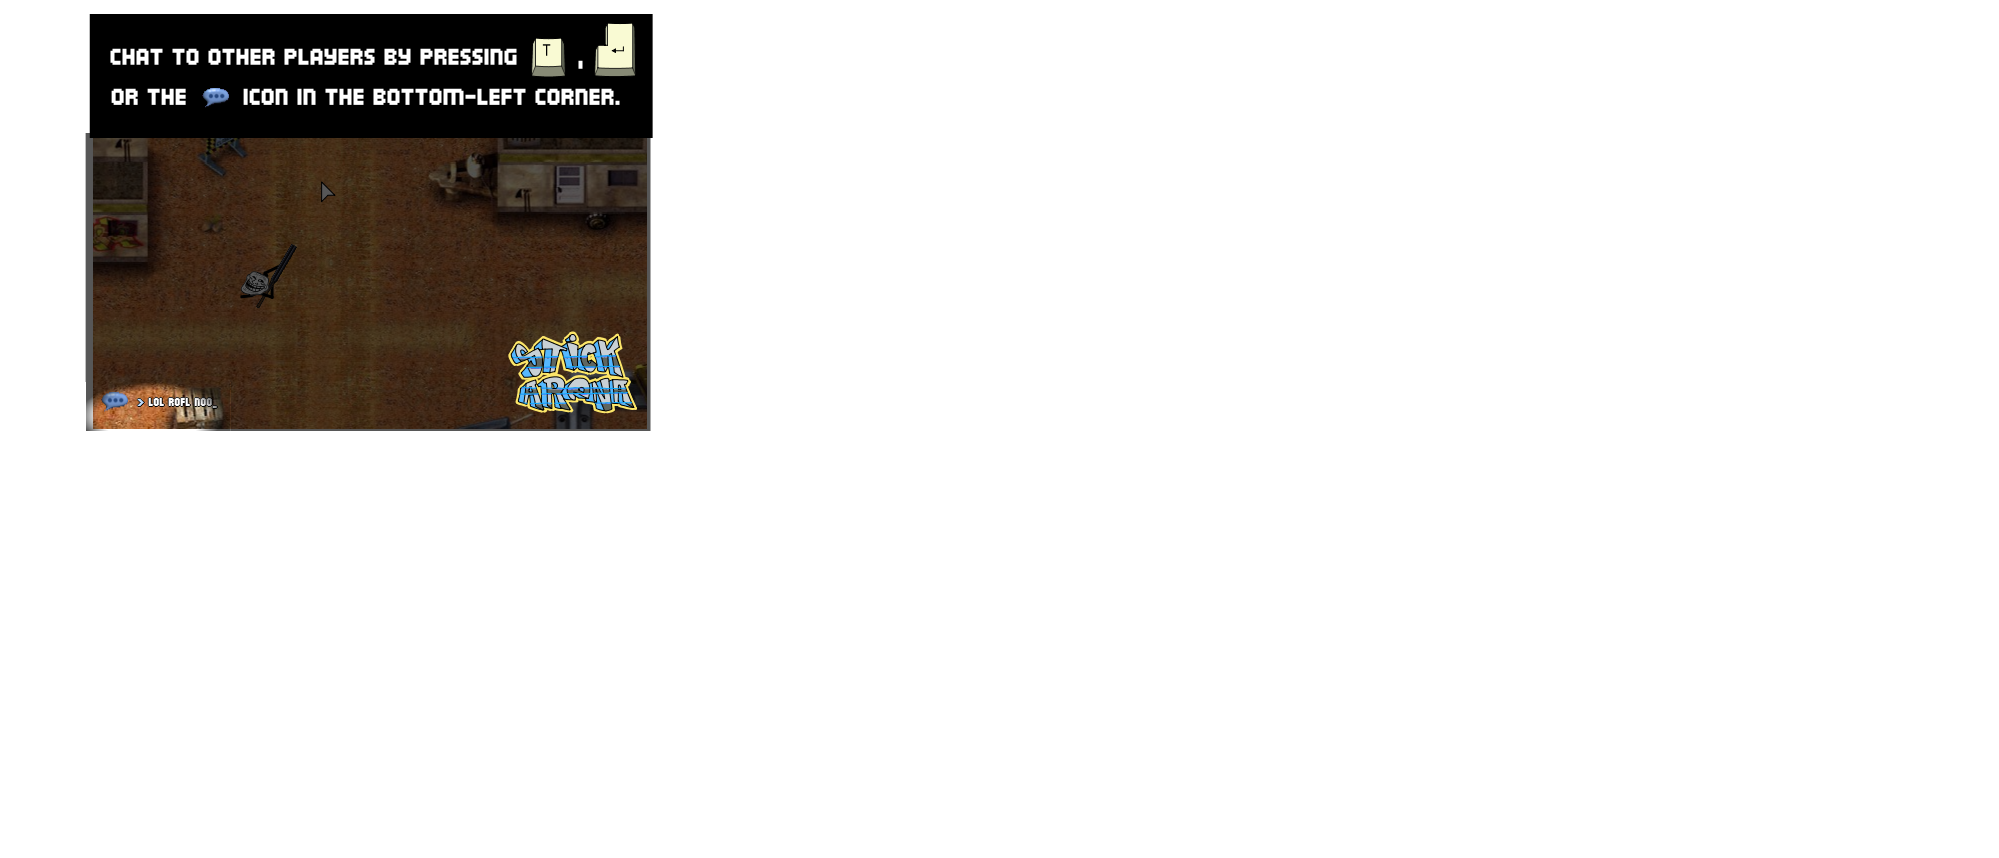 CHAT TO OTHER PLAYERS BY PRESSING T , ↵
OR THE 💬 ICON IN THE BOTTOM-LEFT CORNER.
STICK
ARENA
> LOL ROFL NOO_